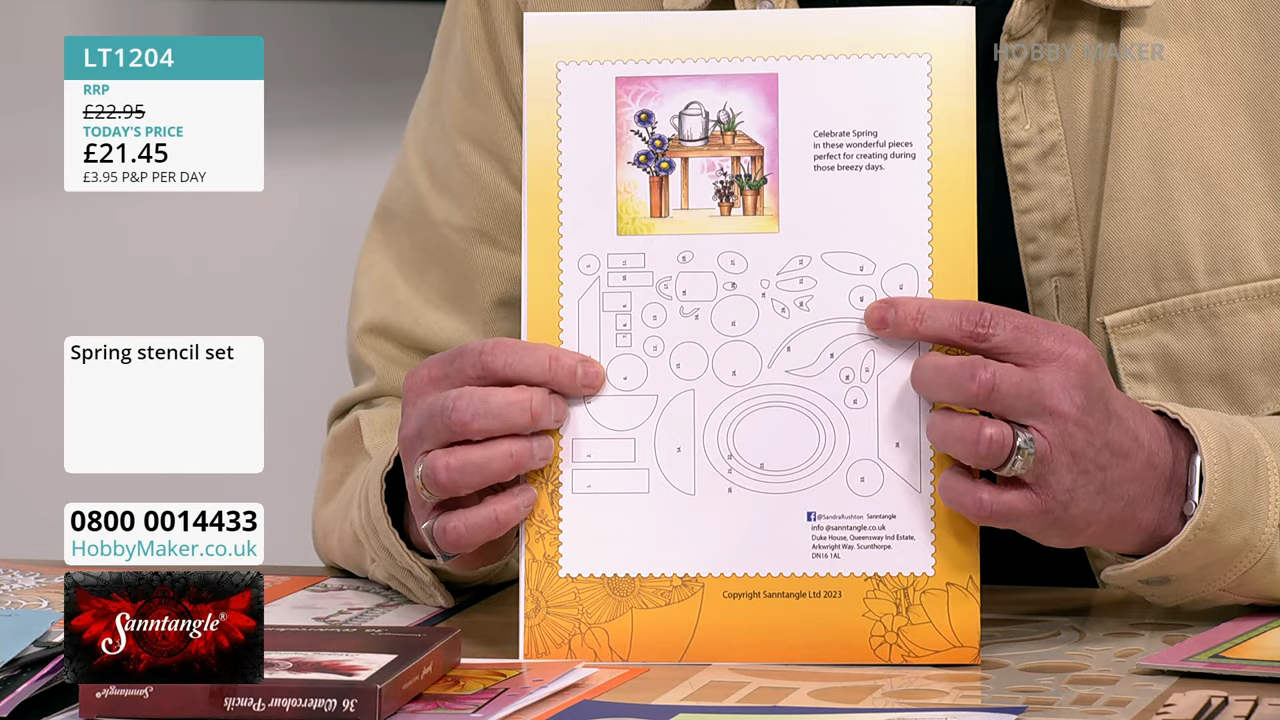 LT1204
RRP
£22.95
TODAY'S PRICE
£21.45
£3.95 P&P PER DAY
HOBBY MAKER
Celebrate Spring
in these wonderful pieces
perfect for creating during
those breezy days.
Spring stencil set
@SandraRushton Sanntangle
info @sanntangle.co.uk
Duke House, Queensway Ind Estate,
Arkwright Way. Scunthorpe.
DN16 1AL
Copyright Sanntangle Ltd 2023
0800 0014433
HobbyMaker.co.uk
Sanntangle®
36 Watercolour Pencils
Sanntangle®